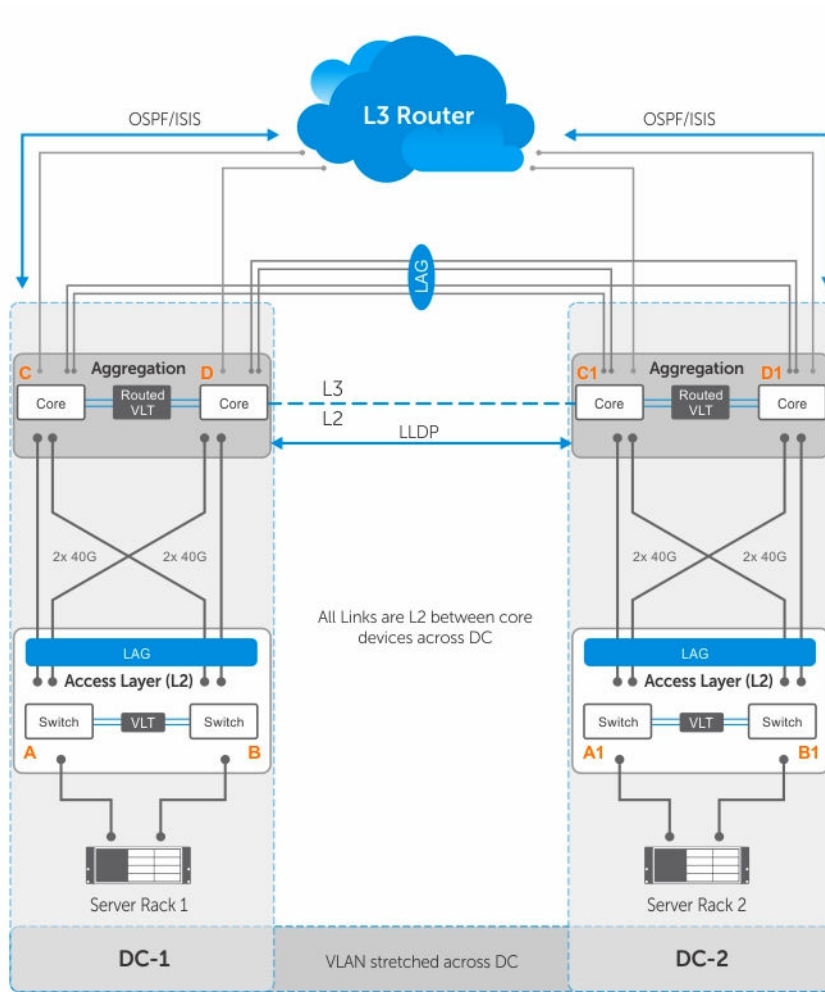 OSPF/ISIS
L3 Router
OSPF/ISIS
LAG
C
Aggregation
D
Core
Routed
VLT
Core
L3
L2
LLDP
C1
Aggregation
D1
Core
Routed
VLT
Core
2x 40G
2x 40G
2x 40G
2x 40G
All Links are L2 between core
devices across DC
LAG
Access Layer (L2)
Switch
VLT
Switch
A
B
LAG
Access Layer (L2)
Switch
VLT
Switch
A1
B1
Server Rack 1
Server Rack 2
DC-1
VLAN stretched across DC
DC-2